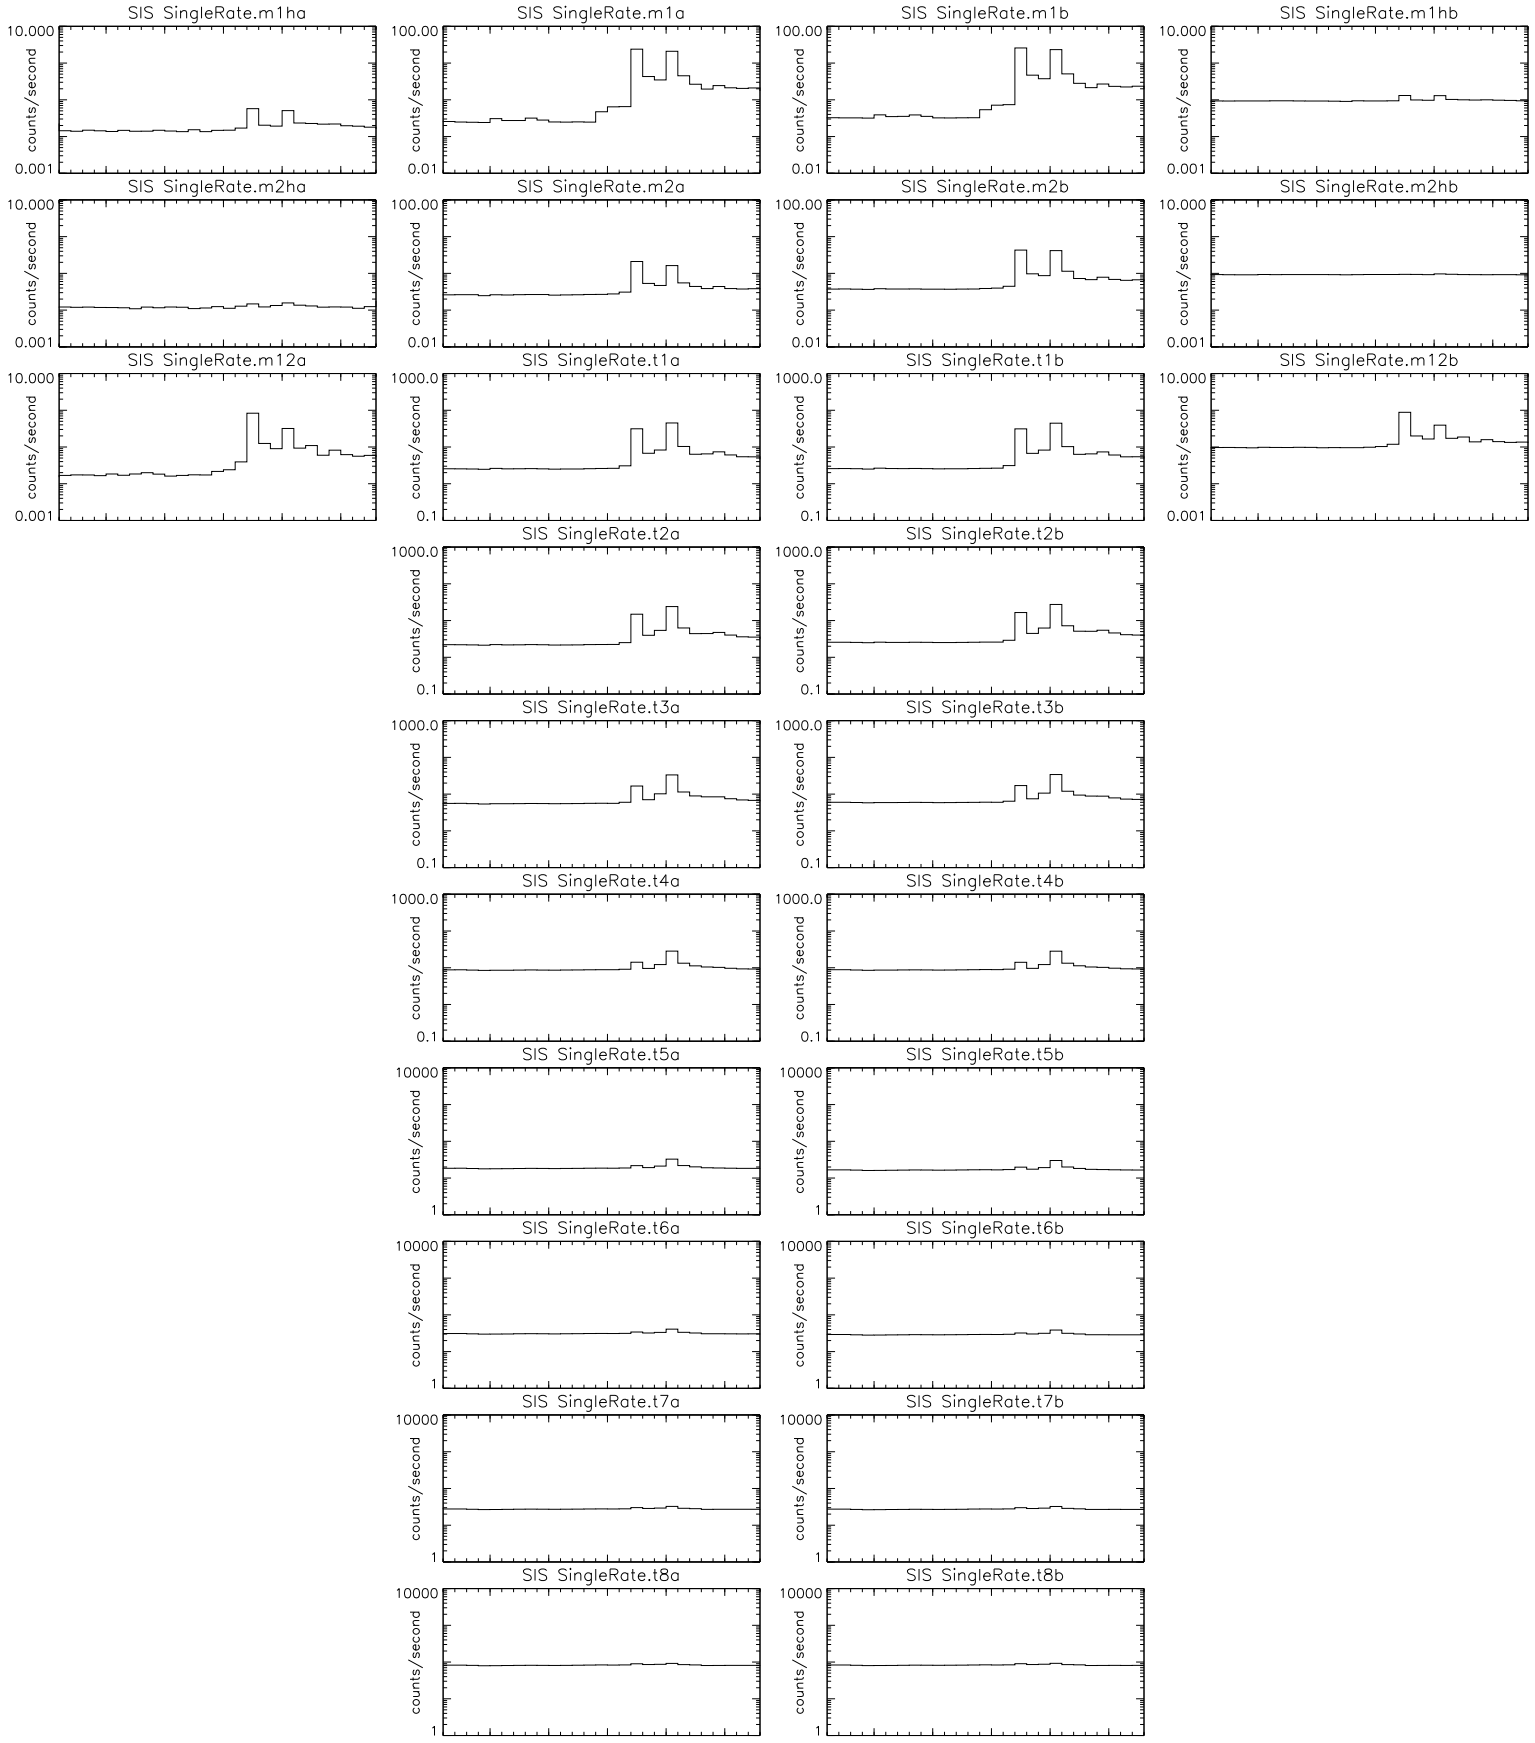 SIS SingleRate.m1ha
10.000
counts/second
0.001
SIS SingleRate.m1a
100.00
counts/second
0.01
SIS SingleRate.m1b
100.00
counts/second
0.01
SIS SingleRate.m1hb
10.000
counts/second
0.001
SIS SingleRate.m2ha
10.000
counts/second
0.001
SIS SingleRate.m2a
100.00
counts/second
0.01
SIS SingleRate.m2b
100.00
counts/second
0.01
SIS SingleRate.m2hb
10.000
counts/second
0.001
SIS SingleRate.m12a
10.000
counts/second
0.001
SIS SingleRate.t1a
1000.0
counts/second
0.1
SIS SingleRate.t1b
1000.0
counts/second
0.1
SIS SingleRate.m12b
10.000
counts/second
0.001
SIS SingleRate.t2a
1000.0
counts/second
0.1
SIS SingleRate.t2b
1000.0
counts/second
0.1
SIS SingleRate.t3a
1000.0
counts/second
0.1
SIS SingleRate.t3b
1000.0
counts/second
0.1
SIS SingleRate.t4a
1000.0
counts/second
0.1
SIS SingleRate.t4b
1000.0
counts/second
0.1
SIS SingleRate.t5a
10000
counts/second
1
SIS SingleRate.t5b
10000
counts/second
1
SIS SingleRate.t6a
10000
counts/second
1
SIS SingleRate.t6b
10000
counts/second
1
SIS SingleRate.t7a
10000
counts/second
1
SIS SingleRate.t7b
10000
counts/second
1
SIS SingleRate.t8a
10000
counts/second
1
SIS SingleRate.t8b
10000
counts/second
1